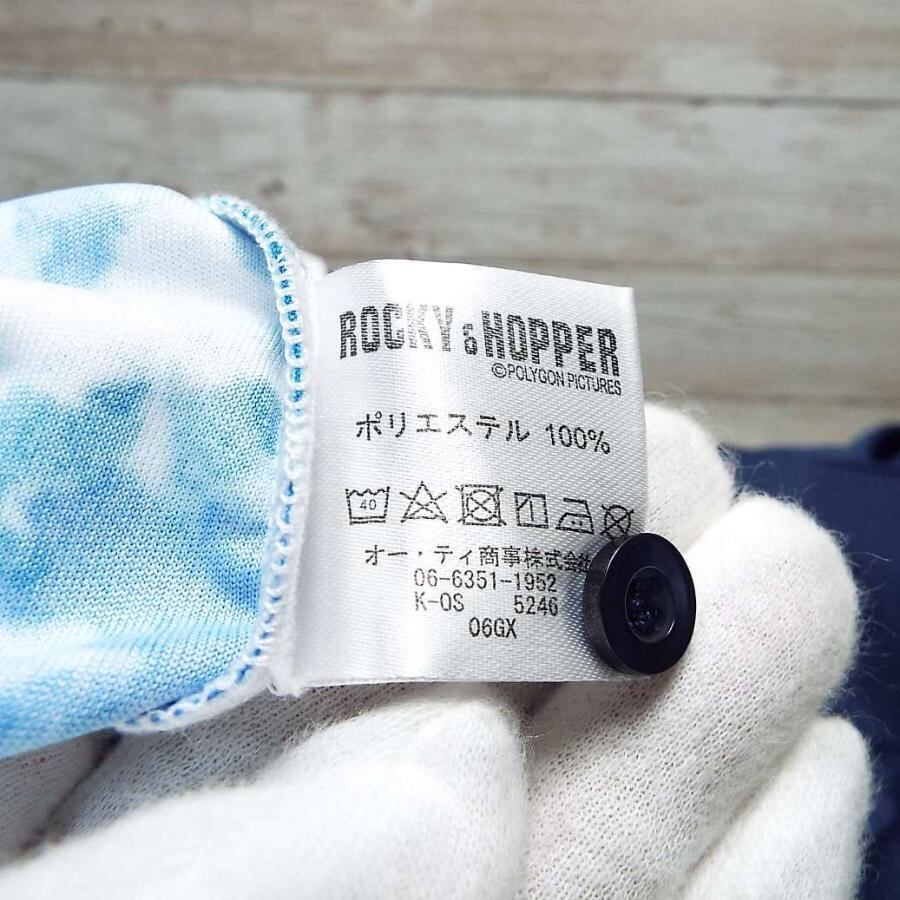 ROCKY & HOPPER
©POLYGON PICTURES
ポリエステル 100%
40
オー・ティ商事株式会
06-6351-1952
K-OS 5246
06GX